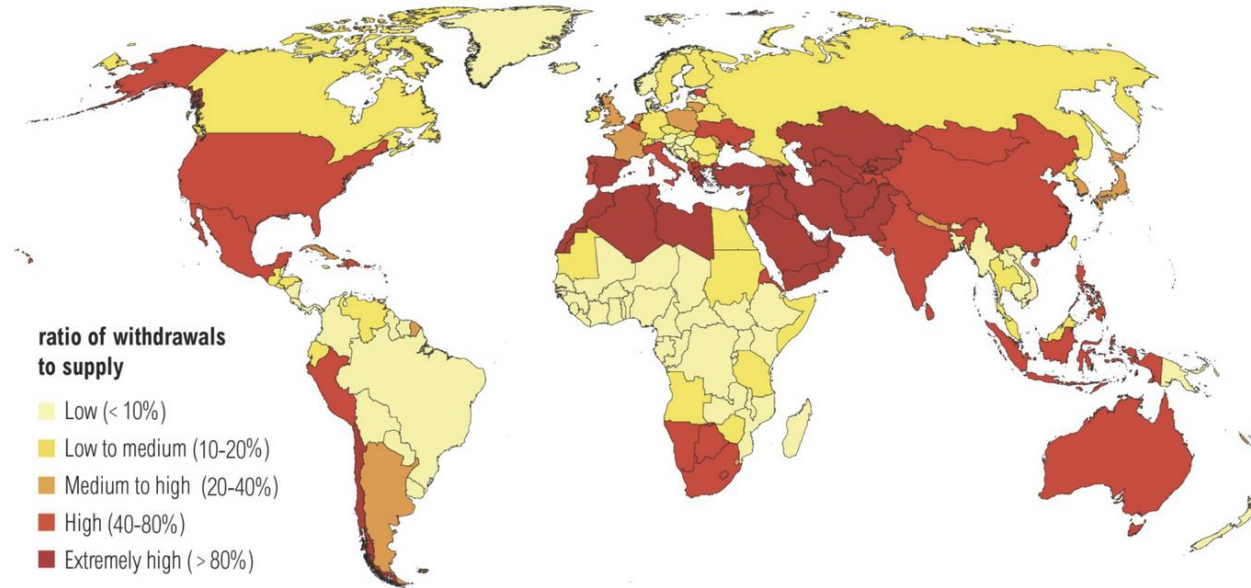 ratio of withdrawals
to supply
Low (< 10%)
Low to medium (10-20%)
Medium to high (20-40%)
High (40-80%)
Extremely high (> 80%)